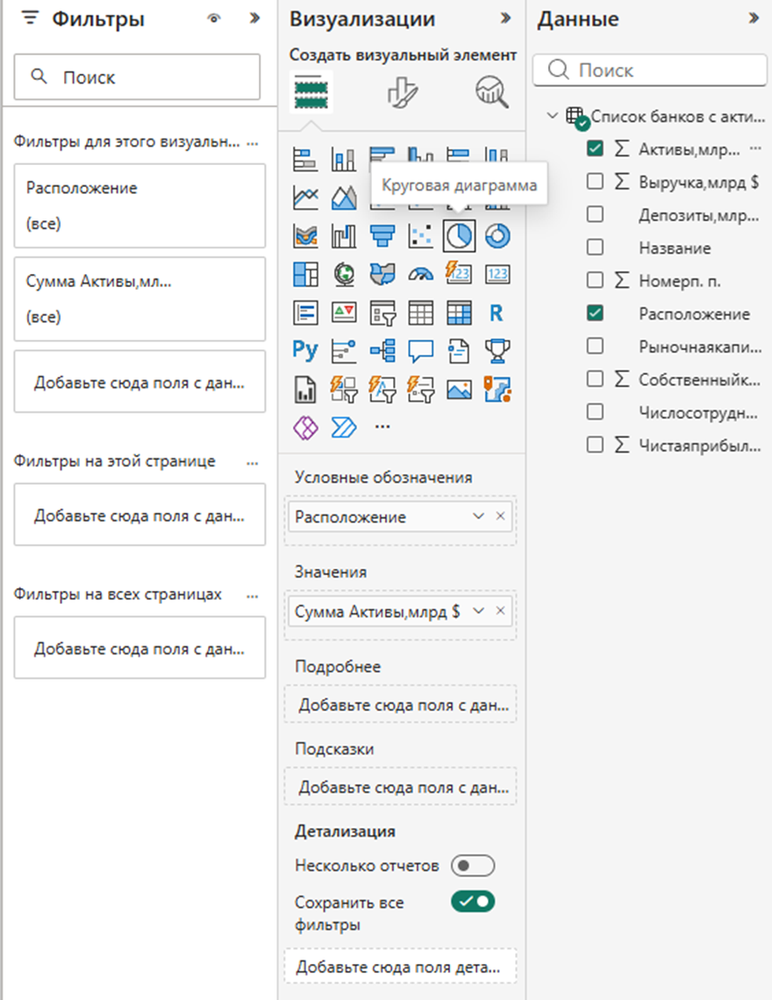 Фильтры
Поиск
Фильтры для этого визуальн... ...
Расположение
(все)
Сумма Активы,мл...
(все)
Добавьте сюда поля с дан...
Фильтры на этой странице ...
Добавьте сюда поля с дан...
Фильтры на всех страницах ...
Добавьте сюда поля с дан...
Визуализации
Создать визуальный элемент
Круговая диаграмма
123
123
R
Py
...
Условные обозначения
Расположение
Значения
Сумма Активы,млрд $
Подробнее
Добавьте сюда поля с дан...
Подсказки
Добавьте сюда поля с дан...
Детализация
Несколько отчетов
Сохранить все
фильтры
Добавьте сюда поля дета...
Данные
Поиск
Список банков с акти...
∑ Активы,млр... ...
∑ Выручка,млрд $
Депозиты,млр...
Название
∑ Номерп. п.
Расположение
Рыночнаякапи...
∑ Собственныйк...
Числосотрудн...
∑ Чистаяприбыл...